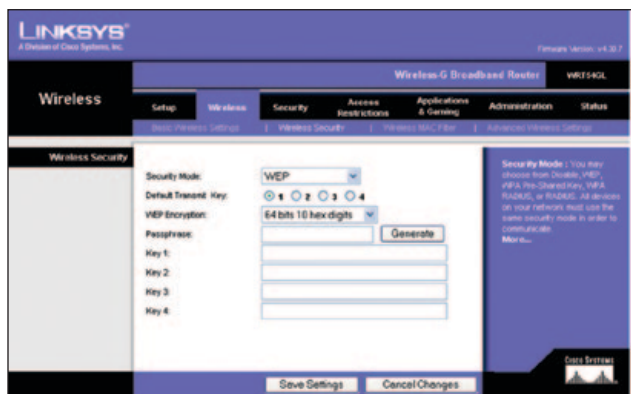 LINKSYS®
A Division of Cisco Systems, Inc.
Firmware Version: v4.30.7
Wireless-G Broadband Router WRT54GL
Wireless
Setup Wireless Security Access Restrictions Applications & Gaming Administration Status
Basic Wireless Settings | Wireless Security | Wireless MAC Filter | Advanced Wireless Settings
Wireless Security
Security Mode: WEP
Default Transmit Key: 1 2 3 4
WEP Encryption: 64 bits 10 hex digits
Passphrase: Generate
Key 1:
Key 2:
Key 3:
Key 4:
Security Mode : You may
choose from Disable, WEP,
WPA Pre-Shared Key, WPA
RADIUS, or RADIUS. All devices
on your network must use the
same security mode in order to
communicate.
More...
CISCO SYSTEMS
Save Settings Cancel Changes